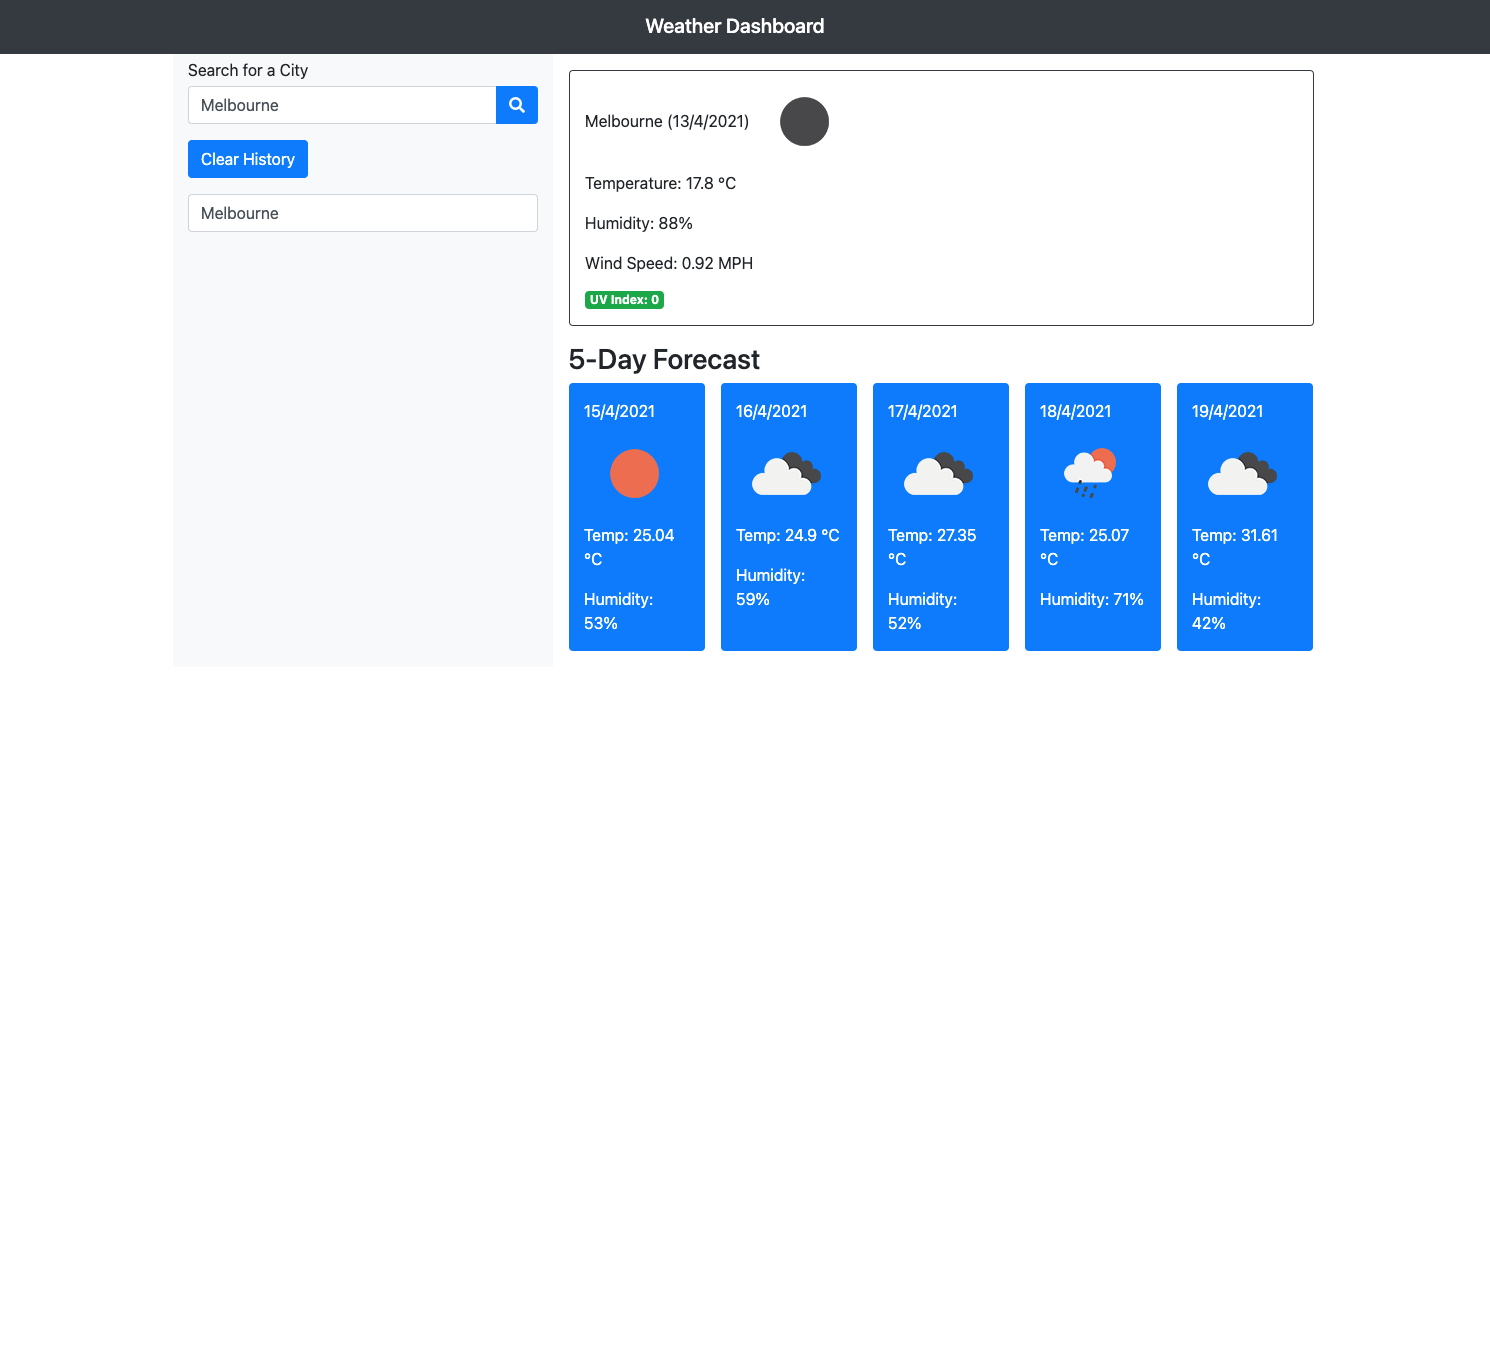 Weather Dashboard
Search for a City
Melbourne
Clear History
Melbourne
Melbourne (13/4/2021)
Temperature: 17.8 °C
Humidity: 88%
Wind Speed: 0.92 MPH
UV Index: 0
5-Day Forecast
15/4/2021
Temp: 25.04
°C
Humidity:
53%
16/4/2021
Temp: 24.9 °C
Humidity:
59%
17/4/2021
Temp: 27.35
°C
Humidity:
52%
18/4/2021
Temp: 25.07
°C
Humidity: 71%
19/4/2021
Temp: 31.61
°C
Humidity:
42%